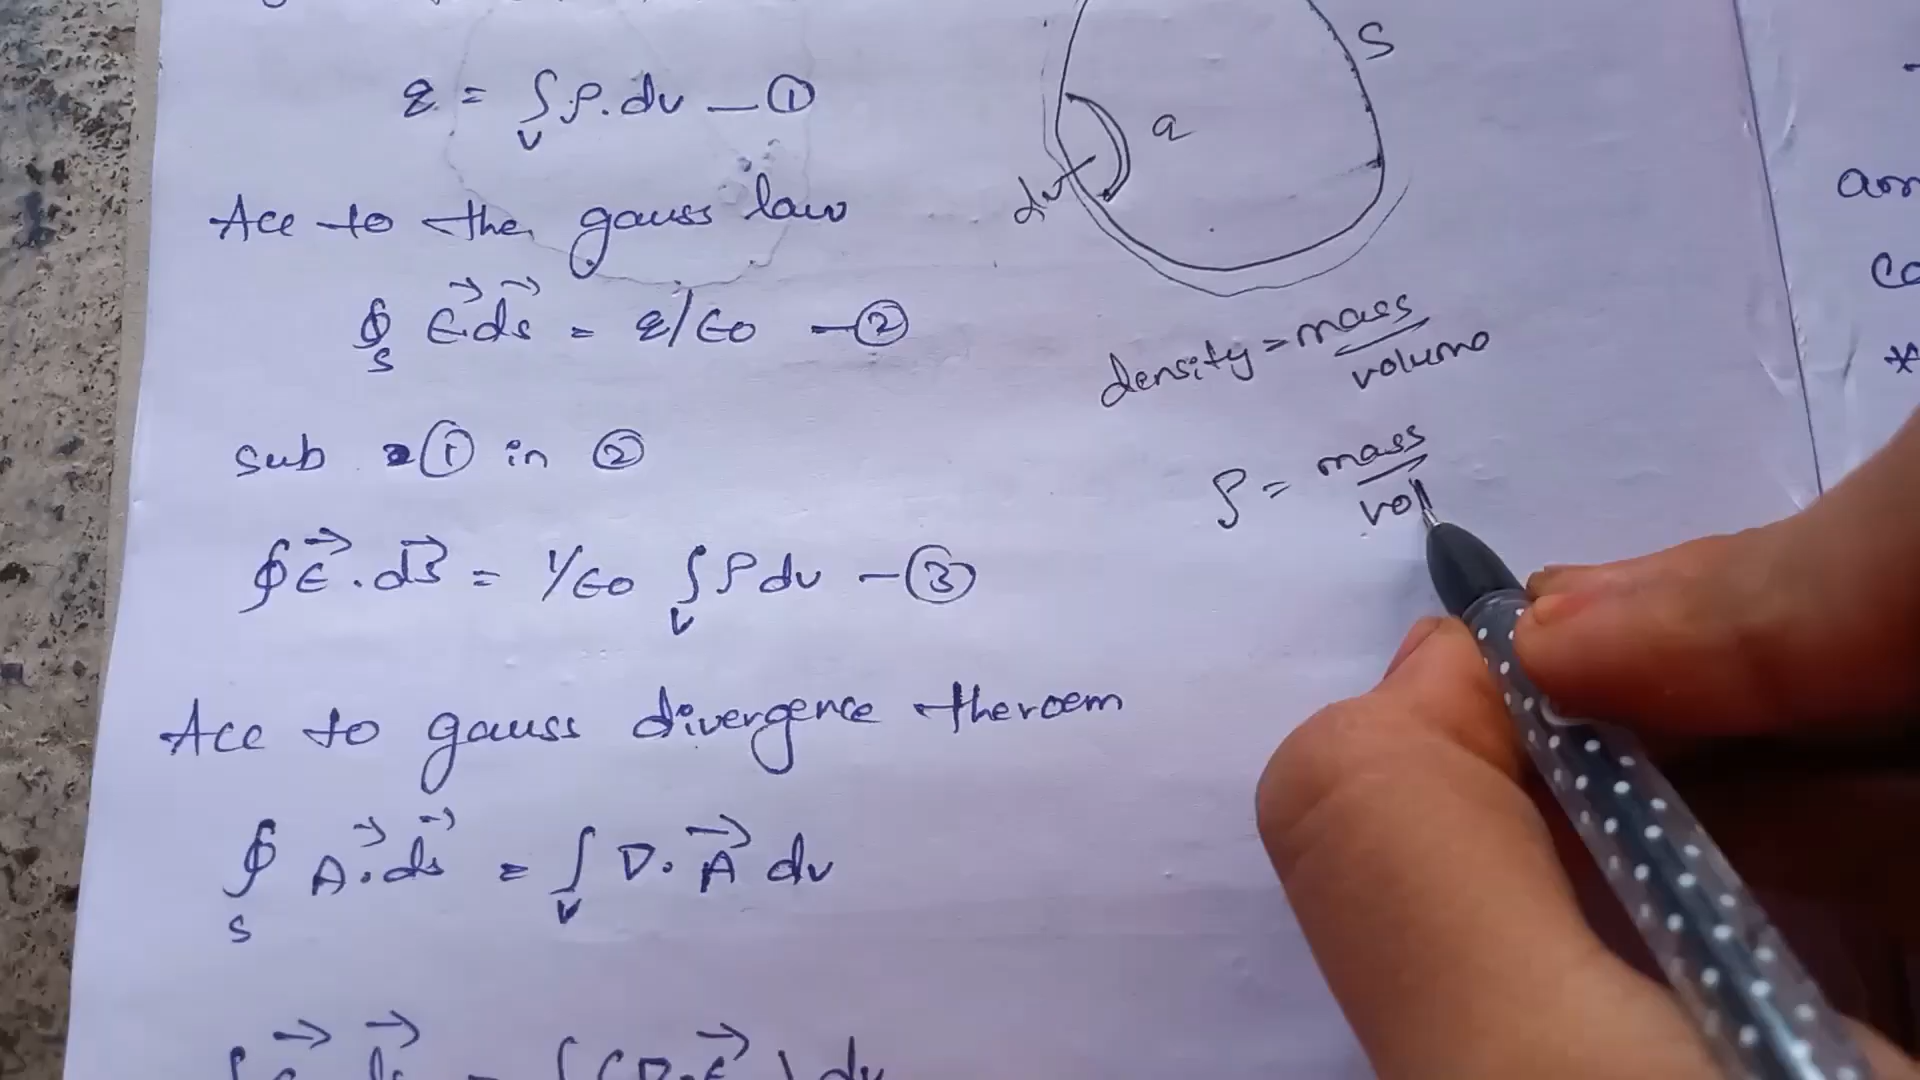 q = ∫ᵥ ρ. dv — ①
S
q
dv
Acc to the gauss law
∮ₛ E⃗.ds⃗ = q/ε0 — ②
density = mass/volume
sub ① in ②
ρ = mass/vol
∮E⃗.dS⃗ = 1/ε0 ∫ᵥ ρ dv — ③
Acc to gauss divergence theroem
∮ₛ A⃗.ds⃗ = ∫ᵥ ∇. A⃗ dv
*